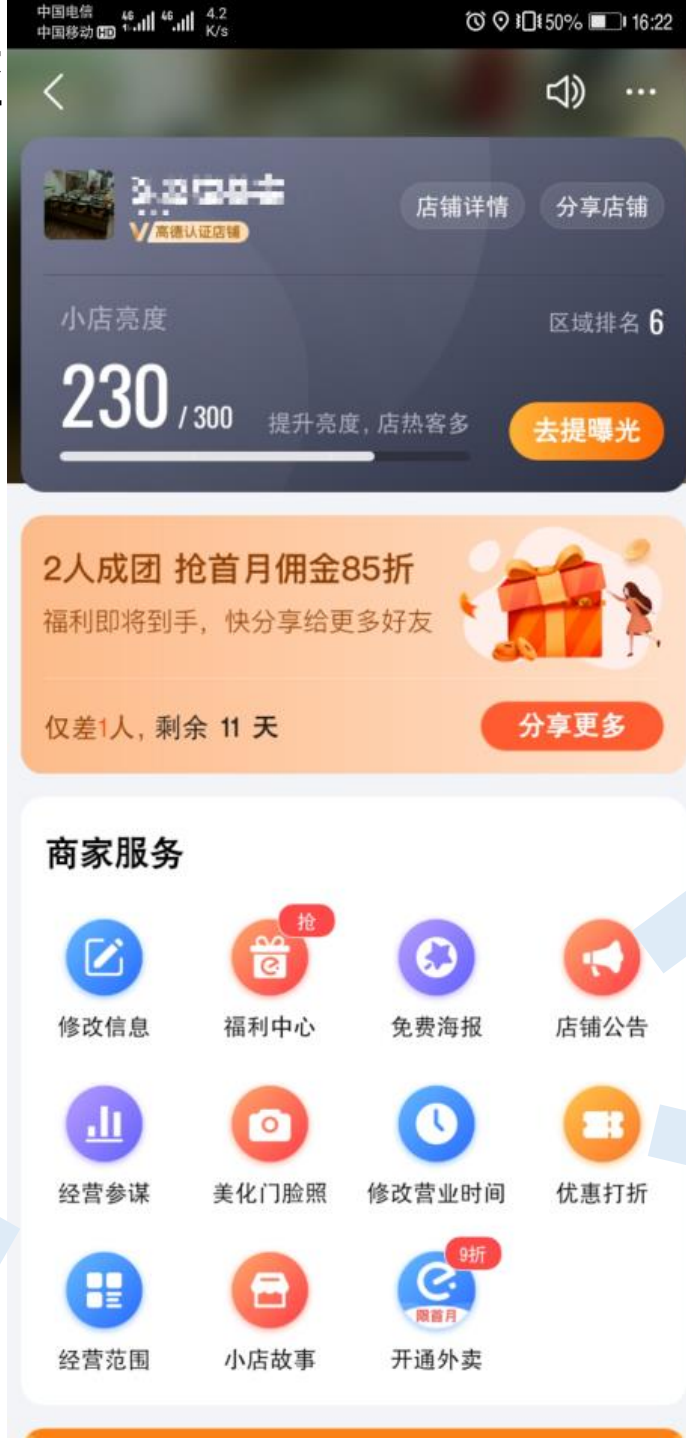 中国电信 4G 4G 4.2
中国移动 HD K/s
50% 16:22
店铺详情 分享店铺
高德认证店铺
小店亮度
区域排名 6
230 / 300 提升亮度，店热客多 去提曝光
2人成团 抢首月佣金85折
福利即将到手，快分享给更多好友
仅差1人，剩余 11 天 分享更多
商家服务
抢
修改信息 福利中心 免费海报 店铺公告
经营参谋 美化门脸照 修改营业时间 优惠打折
9折
限首月
经营范围 小店故事 开通外卖